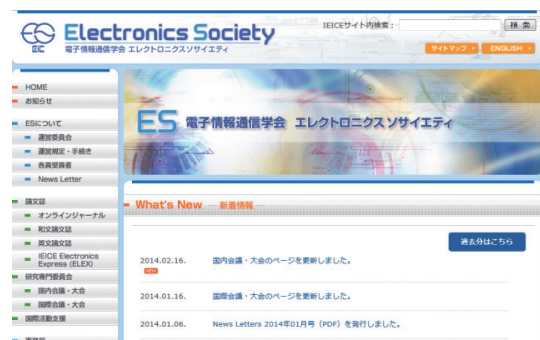 Electronics Society
EiC 電子情報通信学会 エレクトロニクスソサイエティ
IEICEサイト内検索：
検 索
サイトマップ
ENGLISH
HOME
お知らせ
ESについて
運営委員会
運営規定・手続き
各賞受賞者
News Letter
論文誌
オンラインジャーナル
和文論文誌
英文論文誌
IEICE Electronics
Express (ELEX)
研究専門委員会
国内会議・大会
国際会議・大会
国際活動支援
ES 電子情報通信学会 エレクトロニクス ソサイエティ
What's New — 新着情報 —
過去分はこちら
2014.02.16. 国内会議・大会のページを更新しました。
NEW
2014.01.16. 国際会議・大会のページを更新しました。
2014.01.06. News Letters 2014年01月号（PDF）を発行しました。